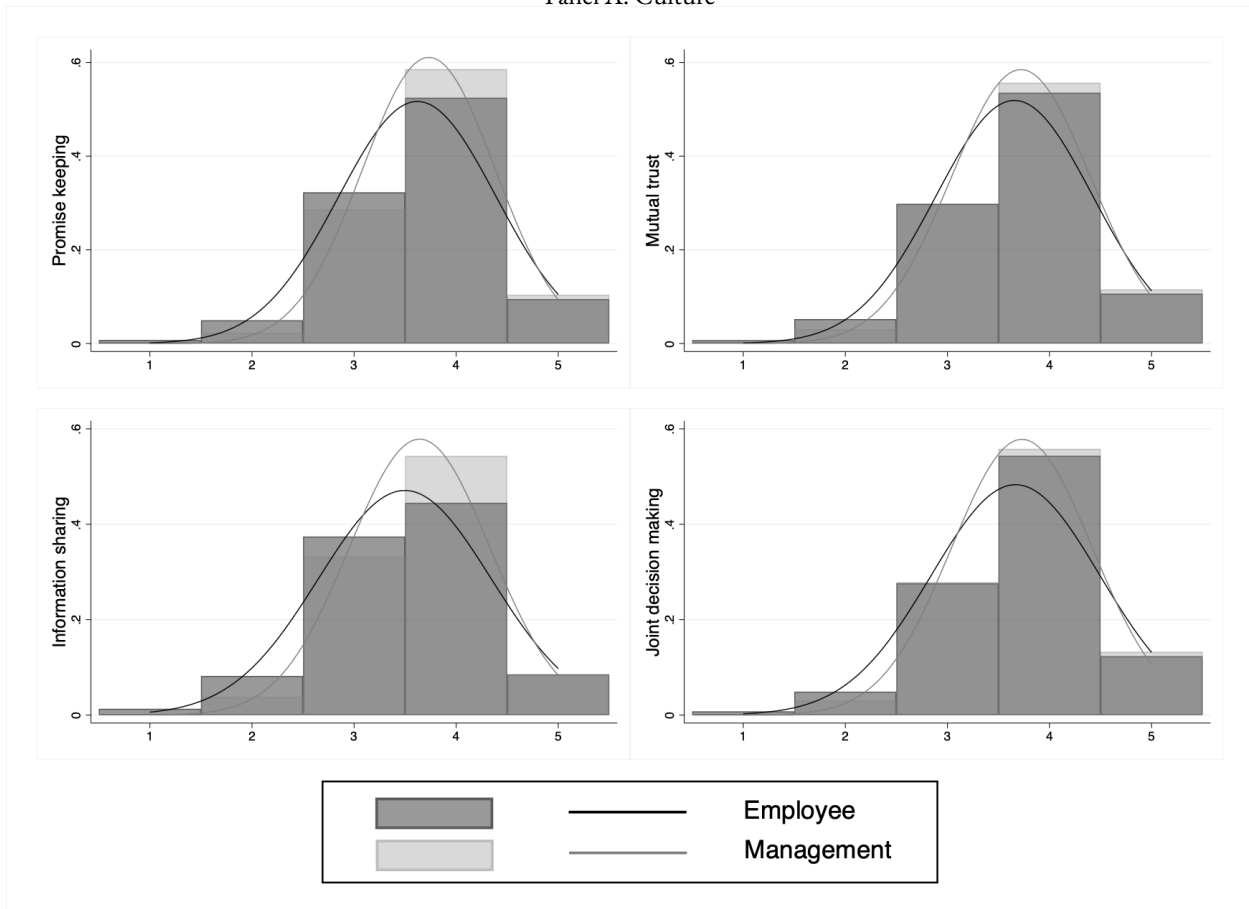 Panel A: Culture
Promise keeping
0 .2 .4 .6
1 2 3 4 5
Mutual trust
0 .2 .4 .6
1 2 3 4 5
Information sharing
0 .2 .4 .6
1 2 3 4 5
Joint decision making
0 .2 .4 .6
1 2 3 4 5
Employee
Management